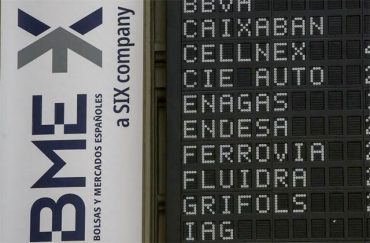 BME X
BOLSAS Y MERCADOS ESPAÑOLES
a SIX company
BBVA
CAIXABAN
CELLNEX
CIE AUTO
ENAGAS
ENDESA
FERROVIA
FLUIDRA
GRIFOLS
IAG